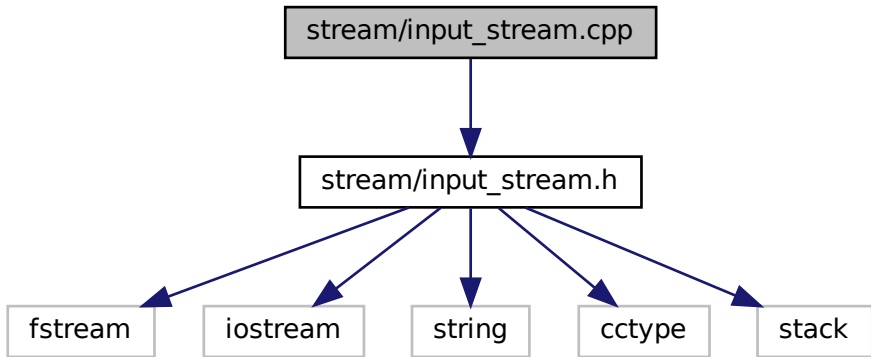 stream/input_stream.cpp
stream/input_stream.h
fstream
iostream
string
cctype
stack